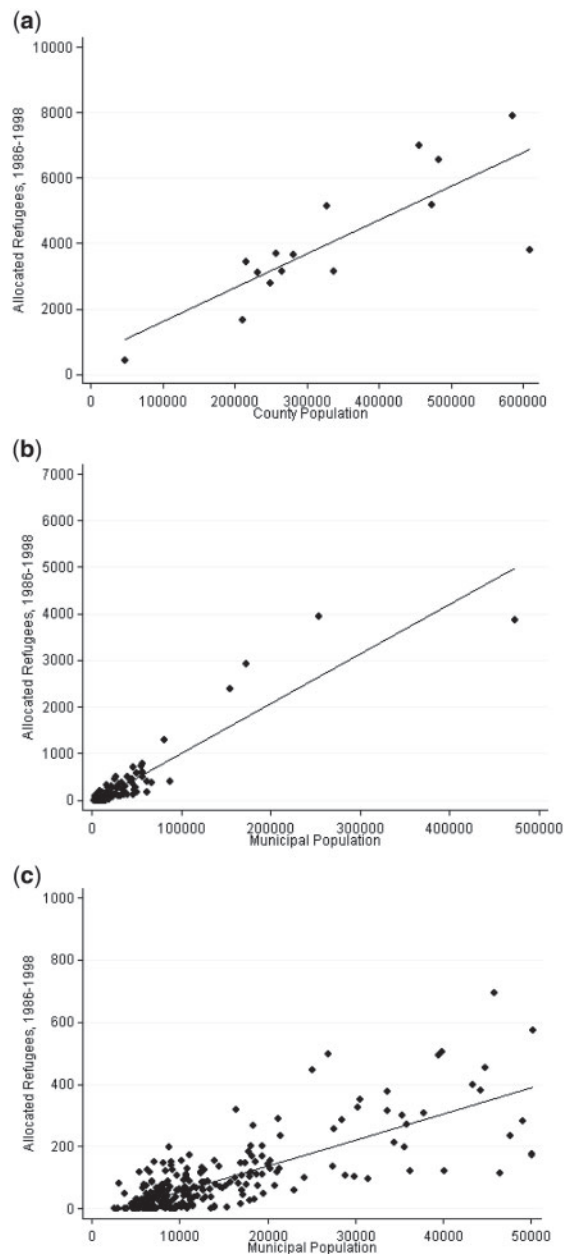 (a)
10000
8000
6000
4000
2000
0
Allocated Refugees, 1986-1998
0 100000 200000 300000 400000 500000 600000
County Population
(b)
7000
6000
5000
4000
3000
2000
1000
0
Allocated Refugees, 1986-1998
0 100000 200000 300000 400000 500000
Municipal Population
(c)
1000
800
600
400
200
0
Allocated Refugees, 1986-1998
0 10000 20000 30000 40000 50000
Municipal Population